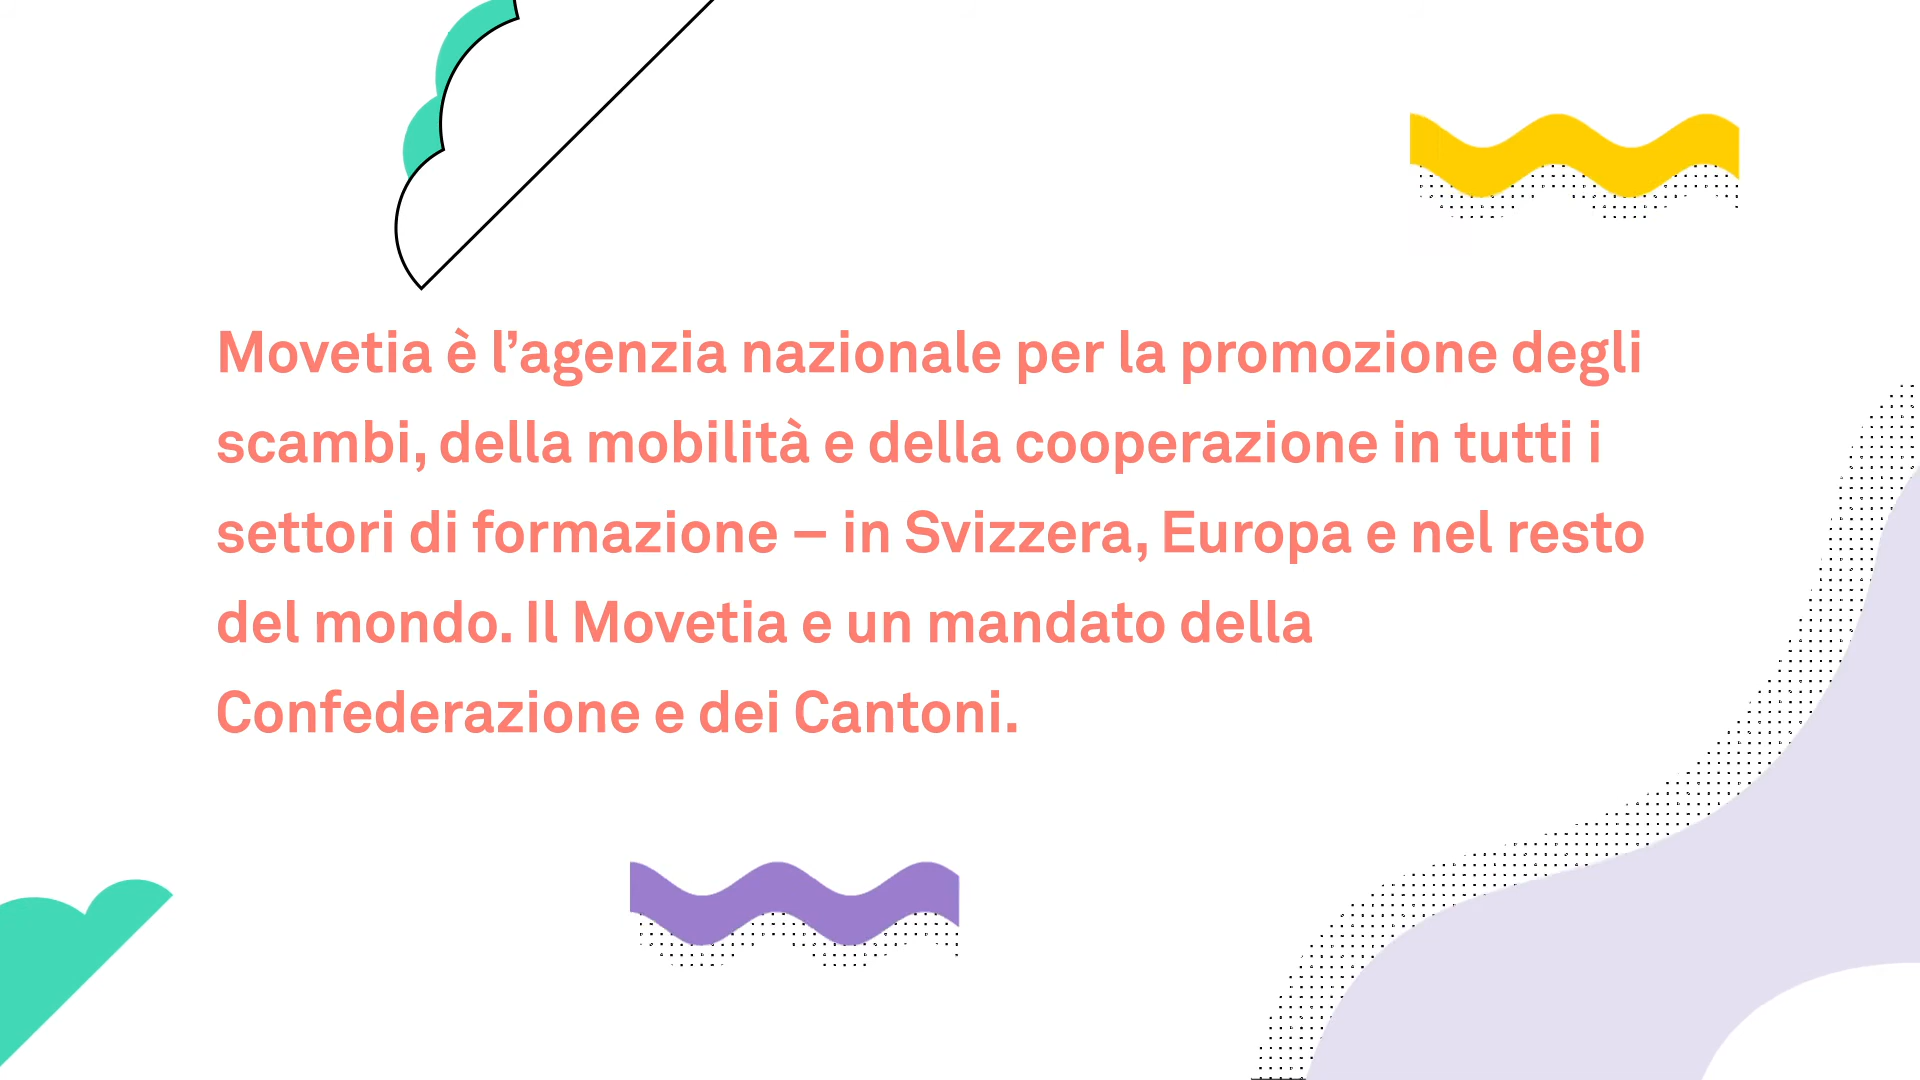 Movetia è l’agenzia nazionale per la promozione degli
scambi, della mobilità e della cooperazione in tutti i
settori di formazione – in Svizzera, Europa e nel resto
del mondo. Il Movetia e un mandato della
Confederazione e dei Cantoni.